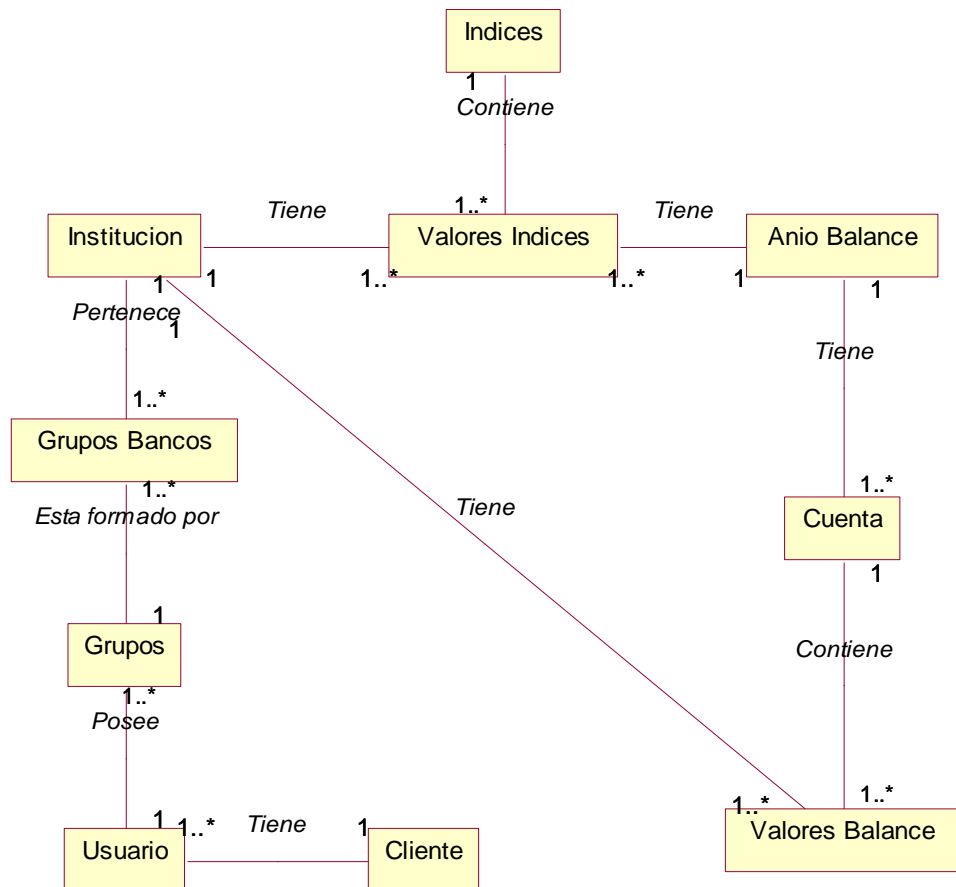 Indices
1
Contiene
1..*
Tiene
Tiene
Institucion
Valores Indices
Anio Balance
1
1
1..*
1..*
1
1
Pertenece
1
Tiene
1..*
Grupos Bancos
1..*
1..*
Esta formado por
Tiene
Cuenta
1
1
Grupos
Contiene
1..*
Posee
1..*
1..*
1
1..*
Tiene
1
Valores Balance
Usuario
Cliente